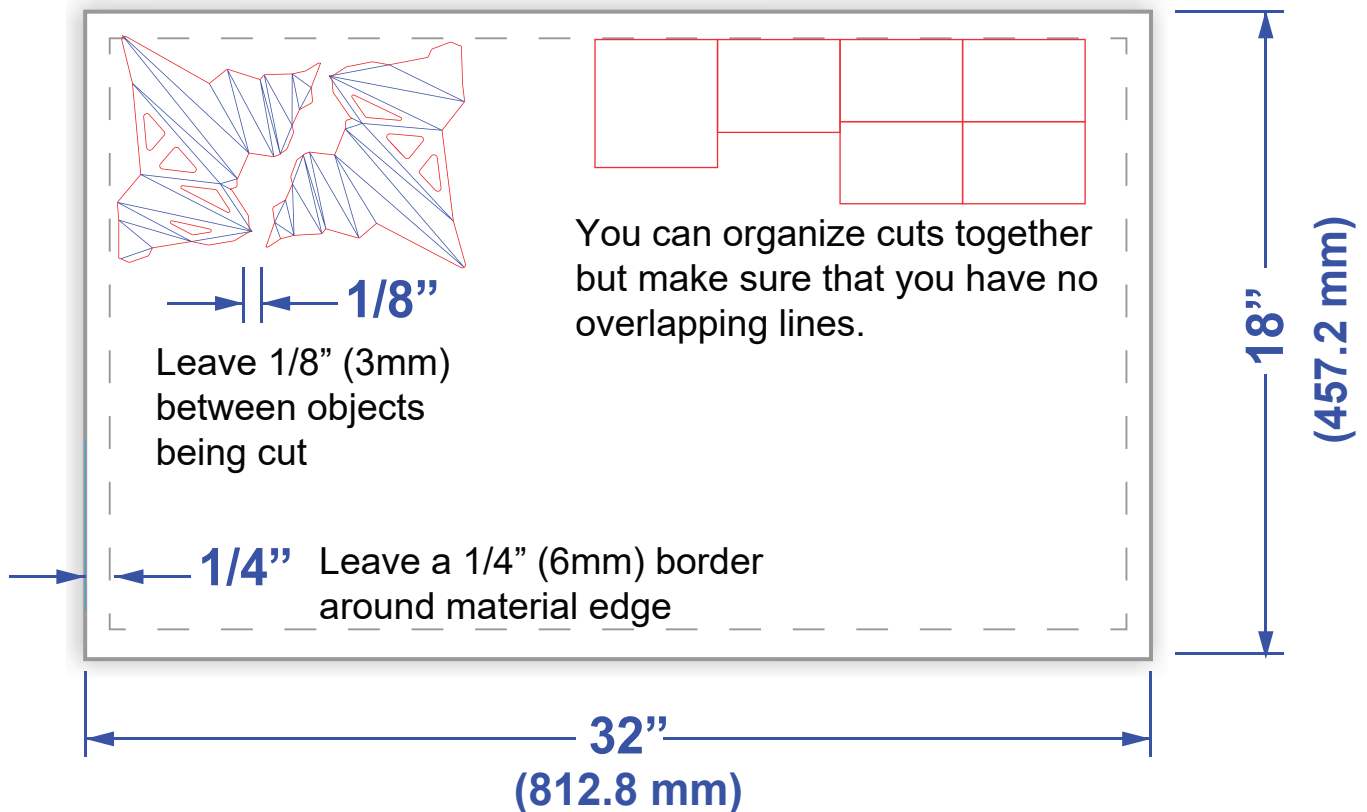 You can organize cuts together
but make sure that you have no
overlapping lines.
1/8”
Leave 1/8” (3mm)
between objects
being cut
1/4”
Leave a 1/4” (6mm) border
around material edge
18”
(457.2 mm)
32”
(812.8 mm)